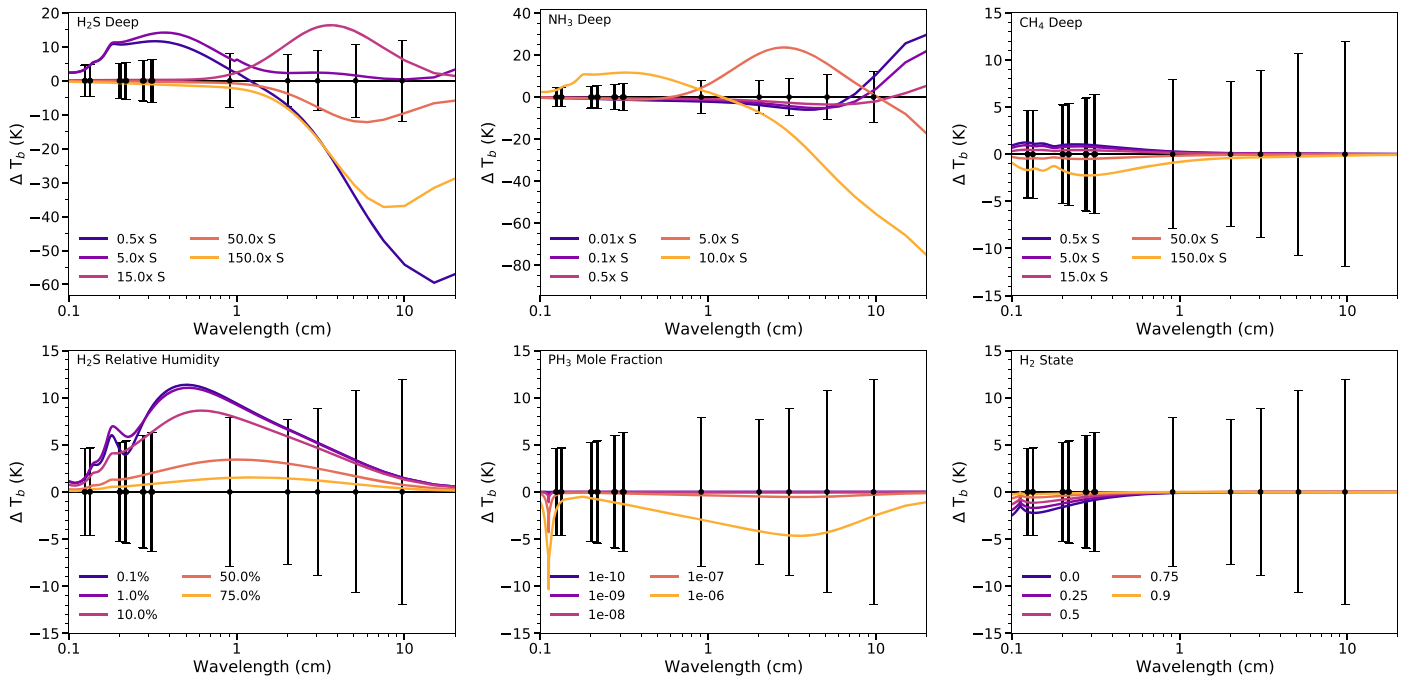 H₂S Deep
Δ T_b (K)
20
10
0
−10
−20
−30
−40
−50
−60
0.5x S
5.0x S
15.0x S
50.0x S
150.0x S
0.1
1
10
Wavelength (cm)
NH₃ Deep
Δ T_b (K)
40
20
0
−20
−40
−60
−80
0.01x S
0.1x S
0.5x S
5.0x S
10.0x S
0.1
1
10
Wavelength (cm)
CH₄ Deep
Δ T_b (K)
15
10
5
0
−5
−10
−15
0.5x S
5.0x S
15.0x S
50.0x S
150.0x S
0.1
1
10
Wavelength (cm)
H₂S Relative Humidity
Δ T_b (K)
15
10
5
0
−5
−10
−15
0.1%
1.0%
10.0%
50.0%
75.0%
0.1
1
10
Wavelength (cm)
PH₃ Mole Fraction
Δ T_b (K)
15
10
5
0
−5
−10
−15
1e-10
1e-09
1e-08
1e-07
1e-06
0.1
1
10
Wavelength (cm)
H₂ State
Δ T_b (K)
15
10
5
0
−5
−10
−15
0.0
0.25
0.5
0.75
0.9
0.1
1
10
Wavelength (cm)